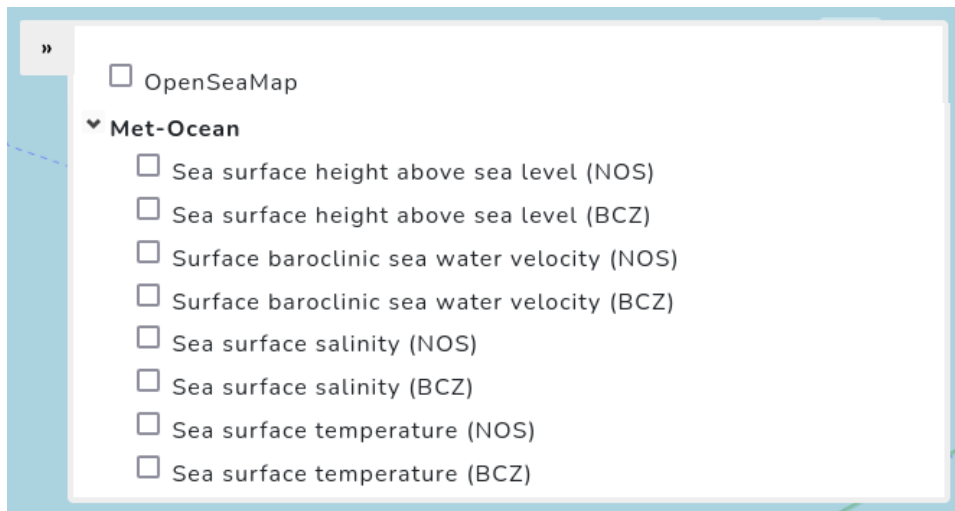 »
OpenSeaMap
Met-Ocean
Sea surface height above sea level (NOS)
Sea surface height above sea level (BCZ)
Surface baroclinic sea water velocity (NOS)
Surface baroclinic sea water velocity (BCZ)
Sea surface salinity (NOS)
Sea surface salinity (BCZ)
Sea surface temperature (NOS)
Sea surface temperature (BCZ)